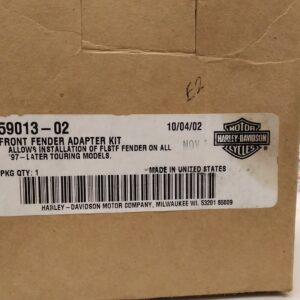 E2
59013-02
10/04/02
FRONT FENDER ADAPTER KIT
NOV
ALLOWS INSTALLATION OF FLSTF FENDER ON ALL
'97-LATER TOURING MODELS.
MOTOR
HARLEY-DAVIDSON
CYCLES
PKG QTY: 1
MADE IN UNITED STATES
HARLEY-DAVIDSON MOTOR COMPANY, MILWAUKEE WI. 53201 80809